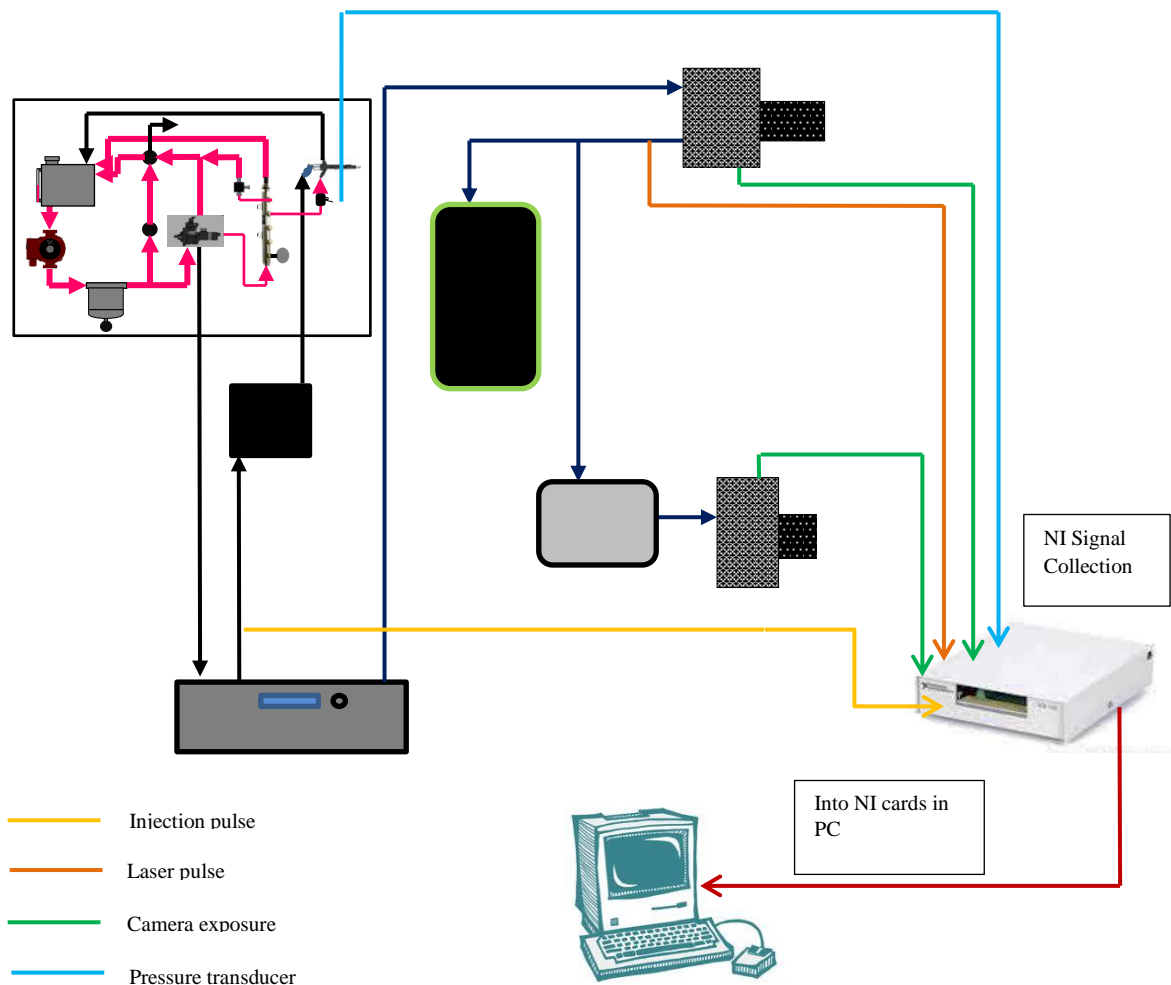 NI Signal
Collection
Into NI cards in
PC
Injection pulse
Laser pulse
Camera exposure
Pressure transducer